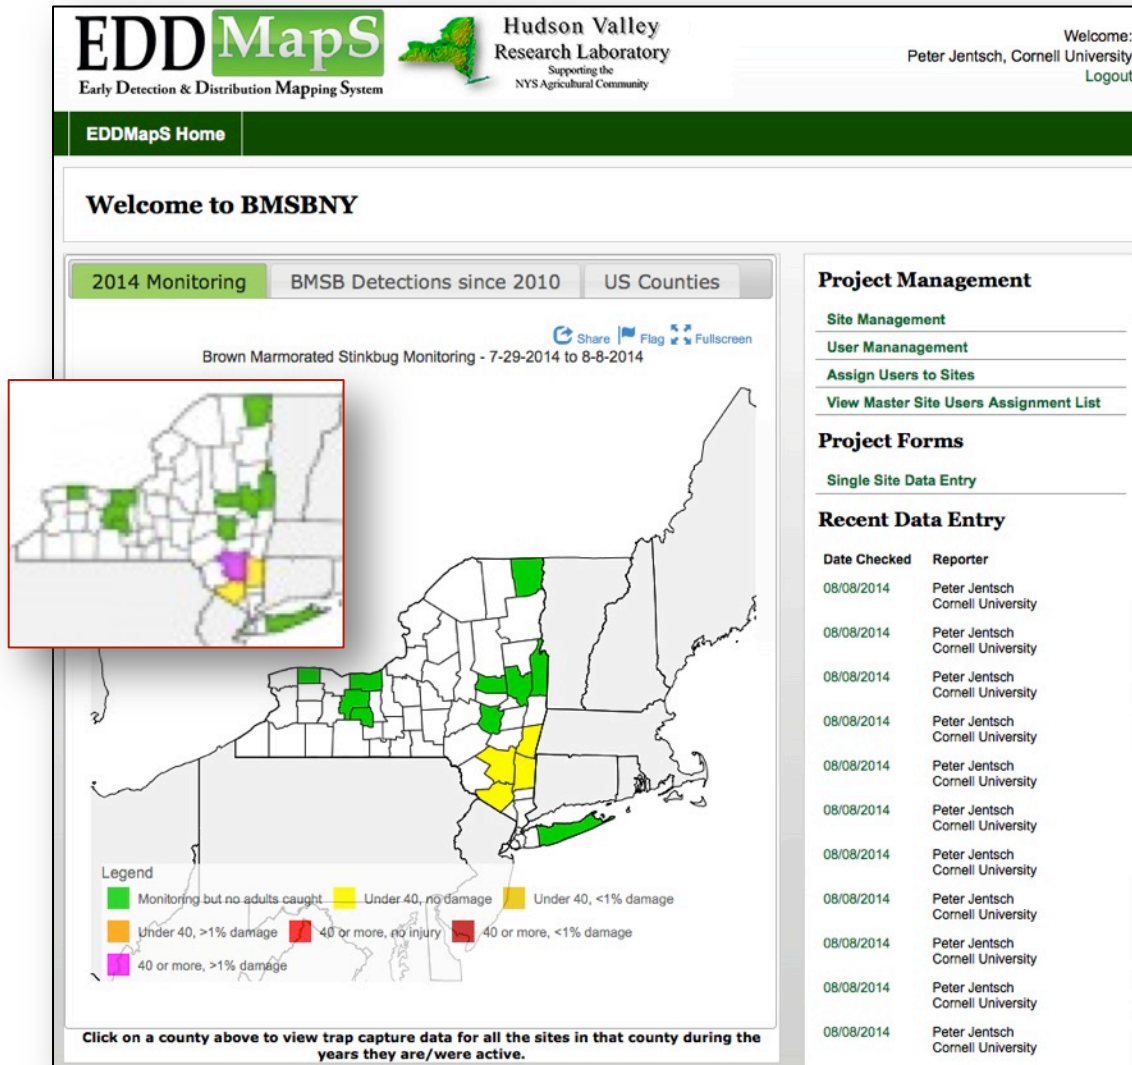 EDDMapS
Early Detection & Distribution Mapping System
Hudson Valley
Research Laboratory
Supporting the
NYS Agricultural Community
Welcome:
Peter Jentsch, Cornell University
Logout
EDDMapS Home
Welcome to BMSBNY
2014 Monitoring
BMSB Detections since 2010
US Counties
Share Flag Fullscreen
Brown Marmorated Stinkbug Monitoring - 7-29-2014 to 8-8-2014
Legend
Monitoring but no adults caught
Under 40, no damage
Under 40, <1% damage
Under 40, >1% damage
40 or more, no injury
40 or more, <1% damage
40 or more, >1% damage
Click on a county above to view trap capture data for all the sites in that county during the
years they are/were active.
Project Management
Site Management
User Mananagement
Assign Users to Sites
View Master Site Users Assignment List
Project Forms
Single Site Data Entry
Recent Data Entry
Date Checked Reporter
08/08/2014 Peter Jentsch
Cornell University
08/08/2014 Peter Jentsch
Cornell University
08/08/2014 Peter Jentsch
Cornell University
08/08/2014 Peter Jentsch
Cornell University
08/08/2014 Peter Jentsch
Cornell University
08/08/2014 Peter Jentsch
Cornell University
08/08/2014 Peter Jentsch
Cornell University
08/08/2014 Peter Jentsch
Cornell University
08/08/2014 Peter Jentsch
Cornell University
08/08/2014 Peter Jentsch
Cornell University
08/08/2014 Peter Jentsch
Cornell University